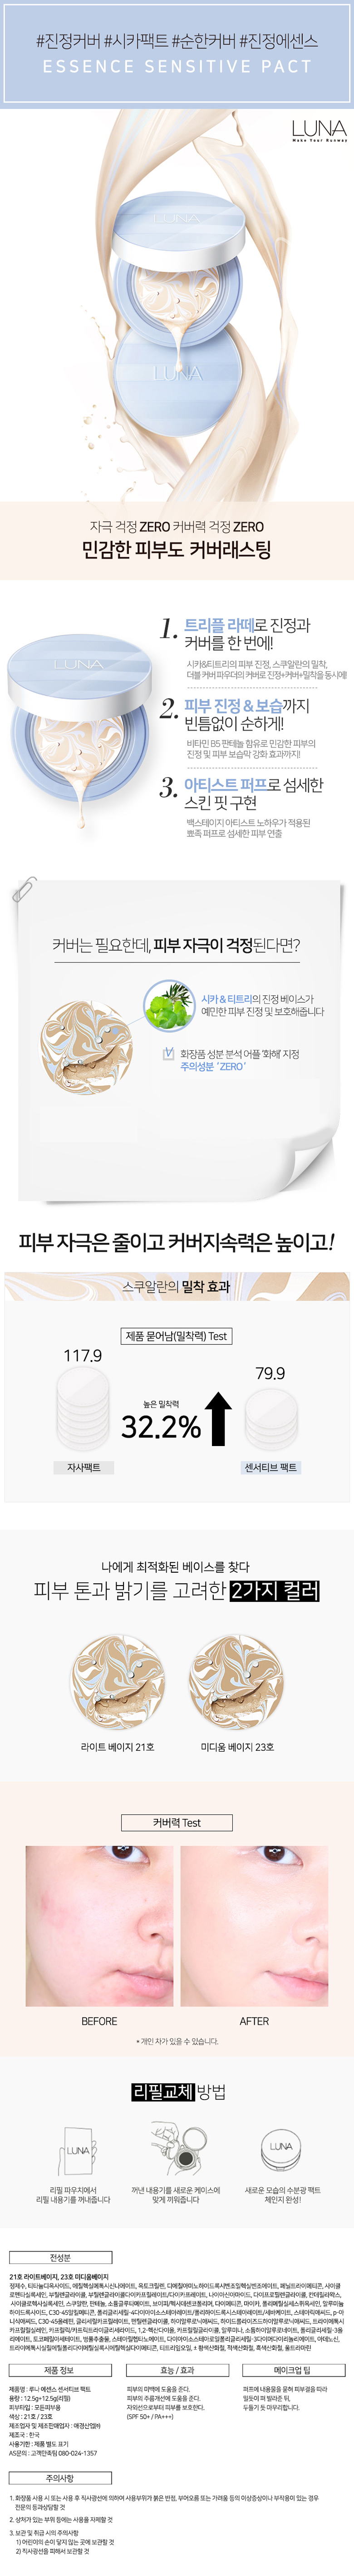 #진정커버 #시카팩트 #순한커버 #진정에센스
ESSENCE SENSITIVE PACT
LUNA
Make Your Runway
LUNA
LUNA
자극 걱정 ZERO 커버력 걱정 ZERO
민감한 피부도 커버래스팅
LUNA
1. 트리플 라떼로 진정과
커버를 한 번에!
시카&티트리의 피부 진정, 스쿠알란의 밀착,
더블 커버 파우더의 커버로 진정+커버+밀착을 동시에!
2. 피부 진정 & 보습까지
빈틈없이 순하게!
비타민 B5 판테놀 함유로 민감한 피부의
진정 및 피부 보습막 강화 효과까지!
3. 아티스트 퍼프로 섬세한
스킨 핏 구현
백스테이지 아티스트 노하우가 적용된
뾰족 퍼프로 섬세한 피부 연출
커버는 필요한데, 피부 자극이 걱정된다면?
시카 & 티트리의 진정 베이스가
예민한 피부 진정 및 보호해줍니다
화장품 성분 분석 어플 '화해' 지정
주의성분 'ZERO'
피부 자극은 줄이고 커버지속력은 높이고!
스쿠알란의 밀착 효과
제품 묻어남(밀착력) Test
117.9
79.9
높은 밀착력
32.2%
자사팩트
센서티브 팩트
나에게 최적화된 베이스를 찾다
피부 톤과 밝기를 고려한 2가지 컬러
라이트 베이지 21호
미디움 베이지 23호
커버력 Test
BEFORE
AFTER
* 개인 차가 있을 수 있습니다.
리필교체 방법
LUNA
LUNA
리필 파우치에서
리필 내용기를 꺼내줍니다
꺼낸 내용기를 새로운 케이스에
맞게 끼워줍니다
새로운 모습의 수분광 팩트
체인지 완성!
전성분
21호 라이트베이지, 23호 미디움베이지
제품 정보
제품명 : 루나 에센스 센서티브 팩트
용량 : 12.5g+12.5g(리필)
피부타입 : 모든피부용
색상 : 21호 / 23호
제조업자 및 제조판매업자 : 애경산업㈜
제조국 : 한국
사용기한 : 제품 별도 표기
AS문의 : 고객만족팀 080-024-1357
효능 / 효과
피부의 미백에 도움을 준다.
피부의 주름개선에 도움을 준다.
자외선으로부터 피부를 보호한다.
(SPF 50+ / PA+++)
메이크업 팁
퍼프에 내용물을 묻혀 피부결을 따라
밀듯이 펴 발라준 뒤,
두들기 듯 마무리합니다.
주의사항
1. 화장품 사용 시 또는 사용 후 직사광선에 의하여 사용부위가 붉은 반점, 부어오름 또는 가려움 등의 이상증상이나 부작용이 있는 경우
전문의 등과상담할 것
2. 상처가 있는 부위 등에는 사용을 자제할 것
3. 보관 및 취급 시의 주의사항
1) 어린이의 손이 닿지 않는 곳에 보관할 것
2) 직사광선을 피해서 보관할 것